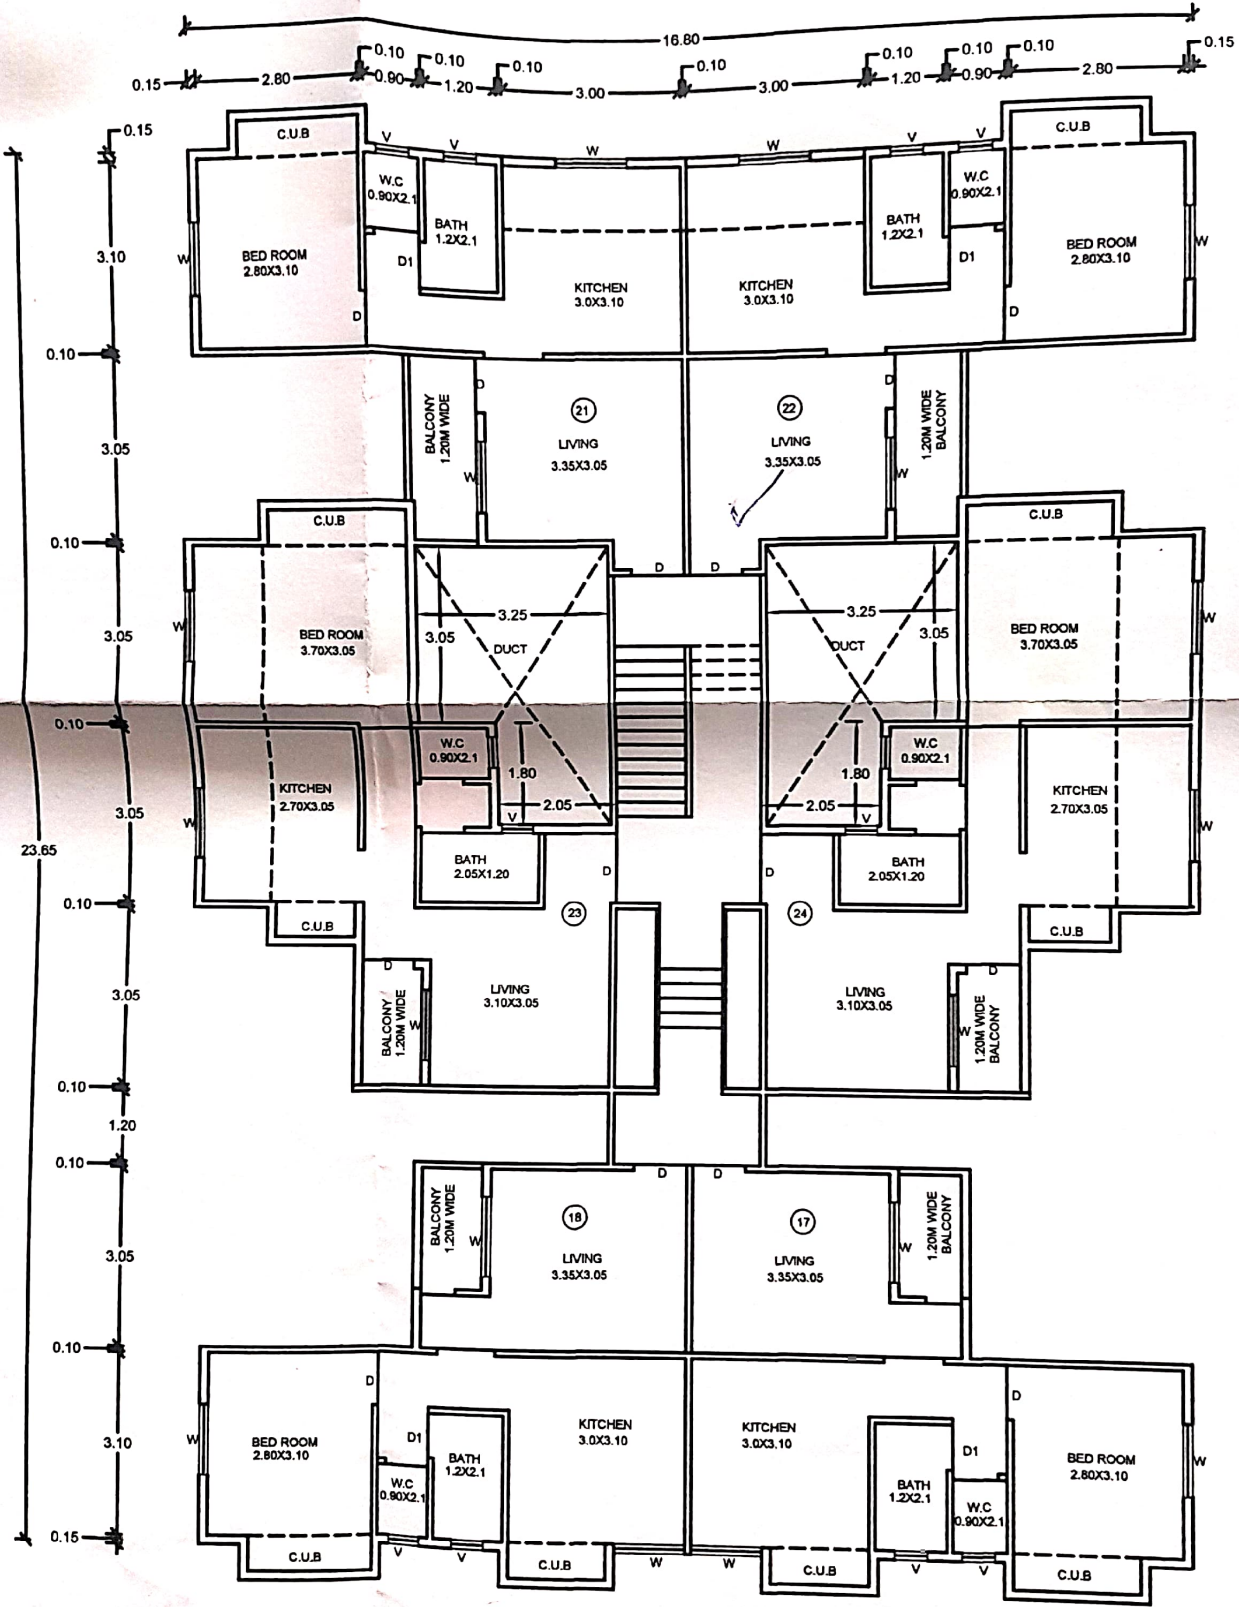 16.80
0.10
0.10
0.10
0.10
0.10
0.10
0.10
0.15
0.15
2.80
0.90
1.20
3.00
3.00
1.20
0.90
2.80
0.15
C.U.B
C.U.B
V
V
W
W
V
V
W.C
0.90X2.1
BATH
1.2X2.1
BATH
1.2X2.1
W.C
0.90X2.1
3.10
W
BED ROOM
2.80X3.10
D1
KITCHEN
3.0X3.10
KITCHEN
3.0X3.10
D1
BED ROOM
2.80X3.10
W
D
D
0.10
BALCONY
1.20M WIDE
D
21
22
D
1.20M WIDE
BALCONY
3.05
LIVING
3.35X3.05
LIVING
3.35X3.05
W
W
C.U.B
C.U.B
0.10
D
D
3.05
W
BED ROOM
3.70X3.05
3.05
3.25
DUCT
3.25
3.05
DUCT
BED ROOM
3.70X3.05
W
0.10
W.C
0.90X2.1
1.80
1.80
W.C
0.90X2.1
3.05
W
KITCHEN
2.70X3.05
2.05
V
2.05
V
KITCHEN
2.70X3.05
W
23.65
BATH
2.05X1.20
D
D
BATH
2.05X1.20
0.10
C.U.B
23
24
C.U.B
3.05
D
BALCONY
1.20M WIDE
W
LIVING
3.10X3.05
LIVING
3.10X3.05
W
D
1.20M WIDE
BALCONY
0.10
1.20
0.10
D
D
BALCONY
1.20M WIDE
W
18
17
W
1.20M WIDE
BALCONY
3.05
LIVING
3.35X3.05
LIVING
3.35X3.05
0.10
D
D
3.10
W
BED ROOM
2.80X3.10
D1
BATH
1.2X2.1
KITCHEN
3.0X3.10
KITCHEN
3.0X3.10
BATH
1.2X2.1
D1
BED ROOM
2.80X3.10
W
W.C
0.90X2.1
W.C
0.90X2.1
0.15
C.U.B
V
V
C.U.B
W
W
C.U.B
V
V
C.U.B